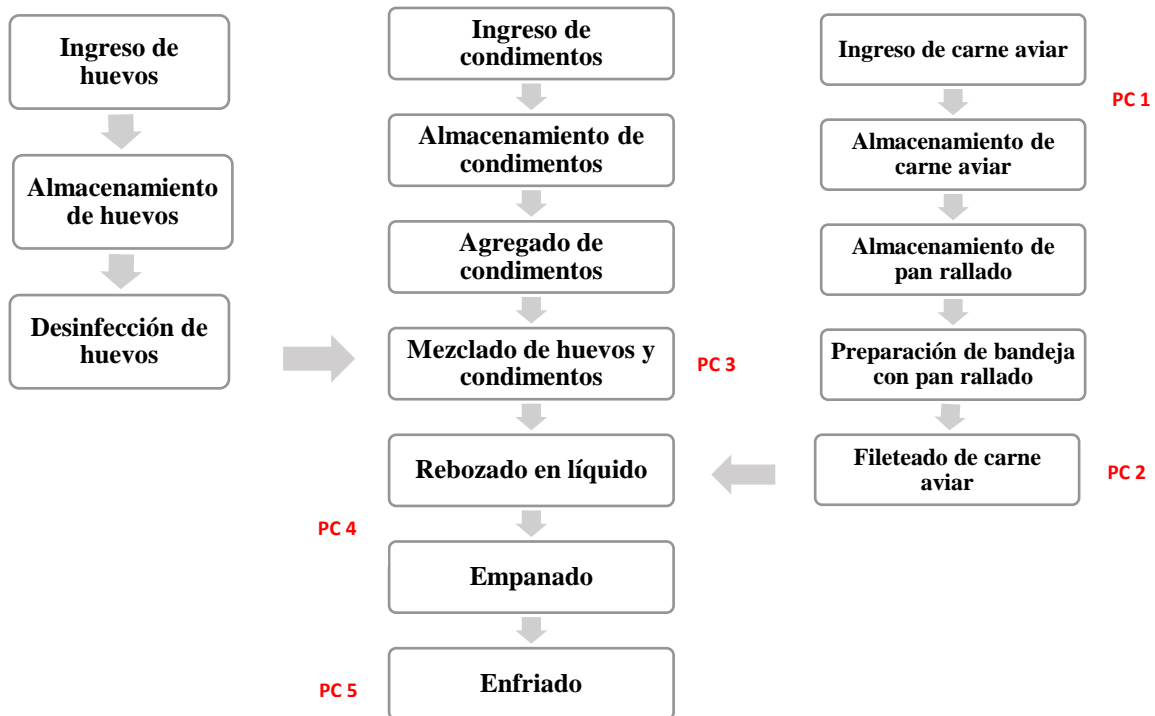 Ingreso de
huevos
Almacenamiento
de huevos
Desinfección de
huevos
Ingreso de
condimentos
Almacenamiento de
condimentos
Agregado de
condimentos
Mezclado de huevos y
condimentos
PC 3
Rebozado en líquido
PC 4
Empanado
Enfriado
PC 5
Ingreso de carne aviar
PC 1
Almacenamiento de
carne aviar
Almacenamiento de
pan rallado
Preparación de bandeja
con pan rallado
Fileteado de carne
aviar
PC 2